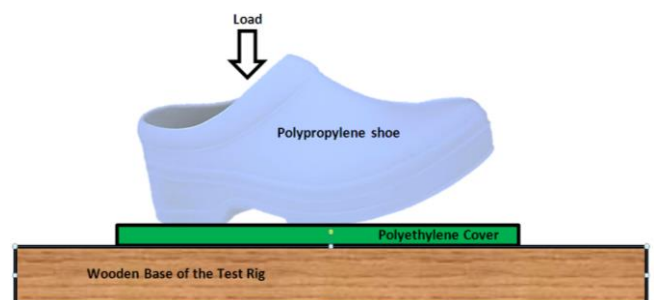 Load
Polypropylene shoe
Polyethylene Cover
Wooden Base of the Test Rig